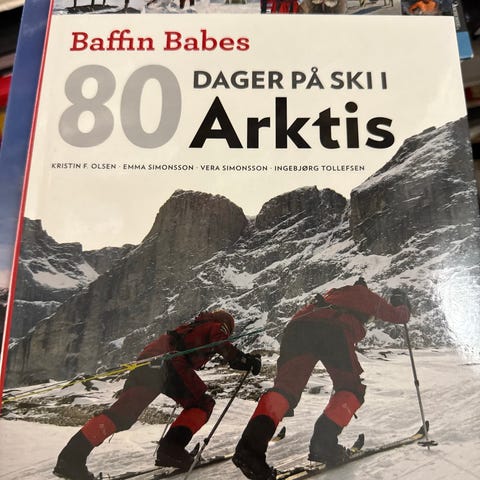 Baffin Babes
80 DAGER PÅ SKI I
Arktis
KRISTIN F. OLSEN · EMMA SIMONSSON · VERA SIMONSSON · INGEBJØRG TOLLEFSEN